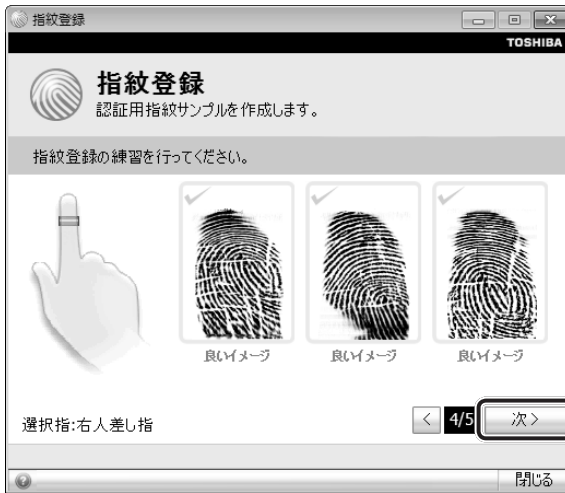 指紋登録
TOSHIBA
指紋登録
認証用指紋サンプルを作成します。
指紋登録の練習を行ってください。
良いイメージ 良いイメージ 良いイメージ
選択指:右人差し指
< 4/5 次>
閉じる